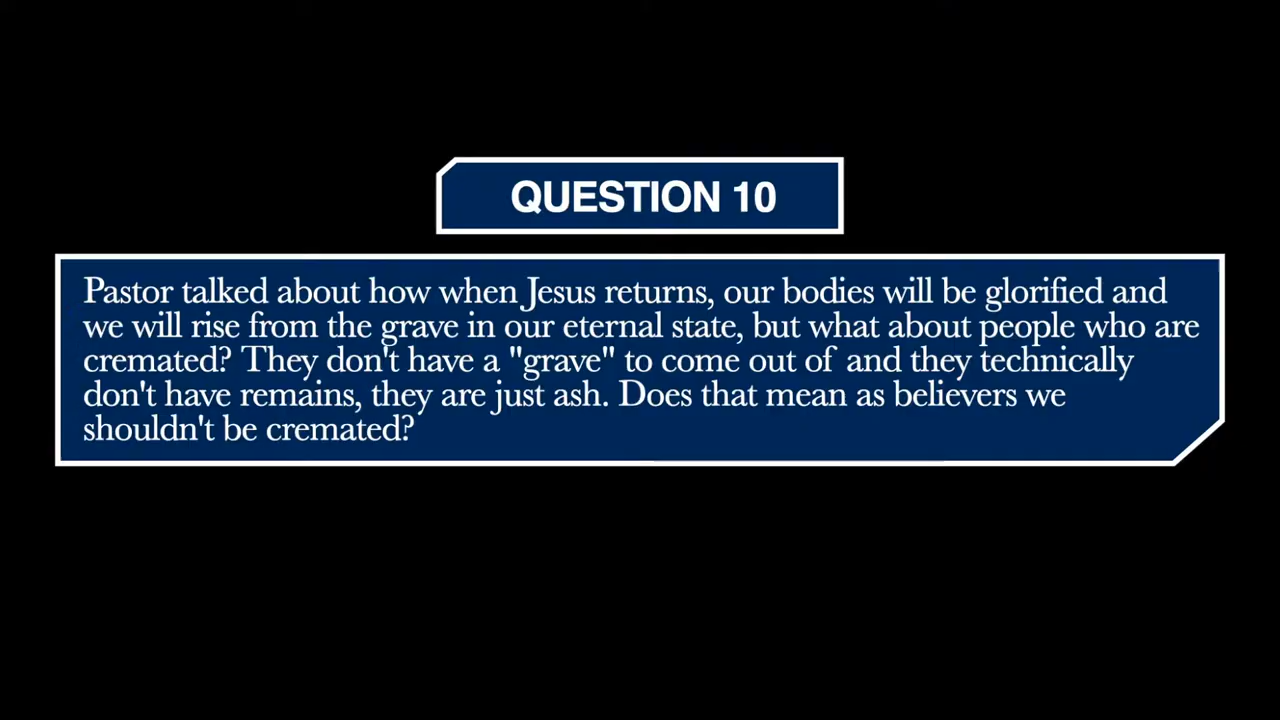 QUESTION 10
Pastor talked about how when Jesus returns, our bodies will be glorified and
we will rise from the grave in our eternal state, but what about people who are
cremated? They don't have a "grave" to come out of and they technically
don't have remains, they are just ash. Does that mean as believers we
shouldn't be cremated?